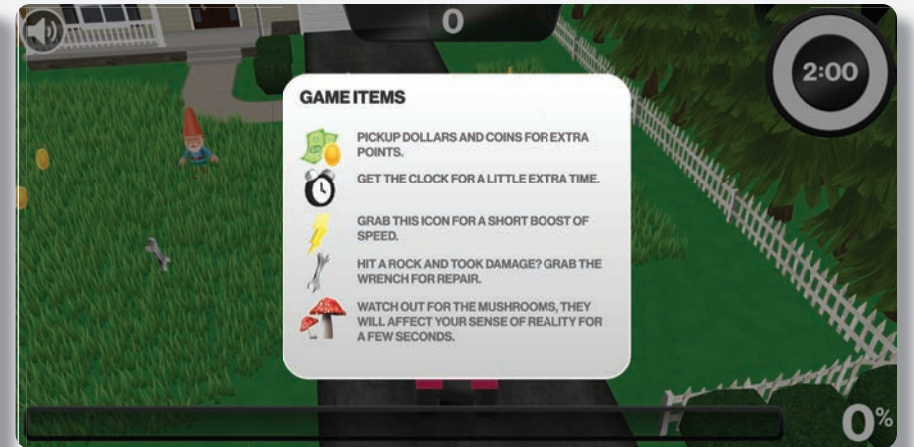 0
2:00
GAME ITEMS
PICKUP DOLLARS AND COINS FOR EXTRA
POINTS.
GET THE CLOCK FOR A LITTLE EXTRA TIME.
GRAB THIS ICON FOR A SHORT BOOST OF
SPEED.
HIT A ROCK AND TOOK DAMAGE? GRAB THE
WRENCH FOR REPAIR.
WATCH OUT FOR THE MUSHROOMS, THEY
WILL AFFECT YOUR SENSE OF REALITY FOR
A FEW SECONDS.
0%